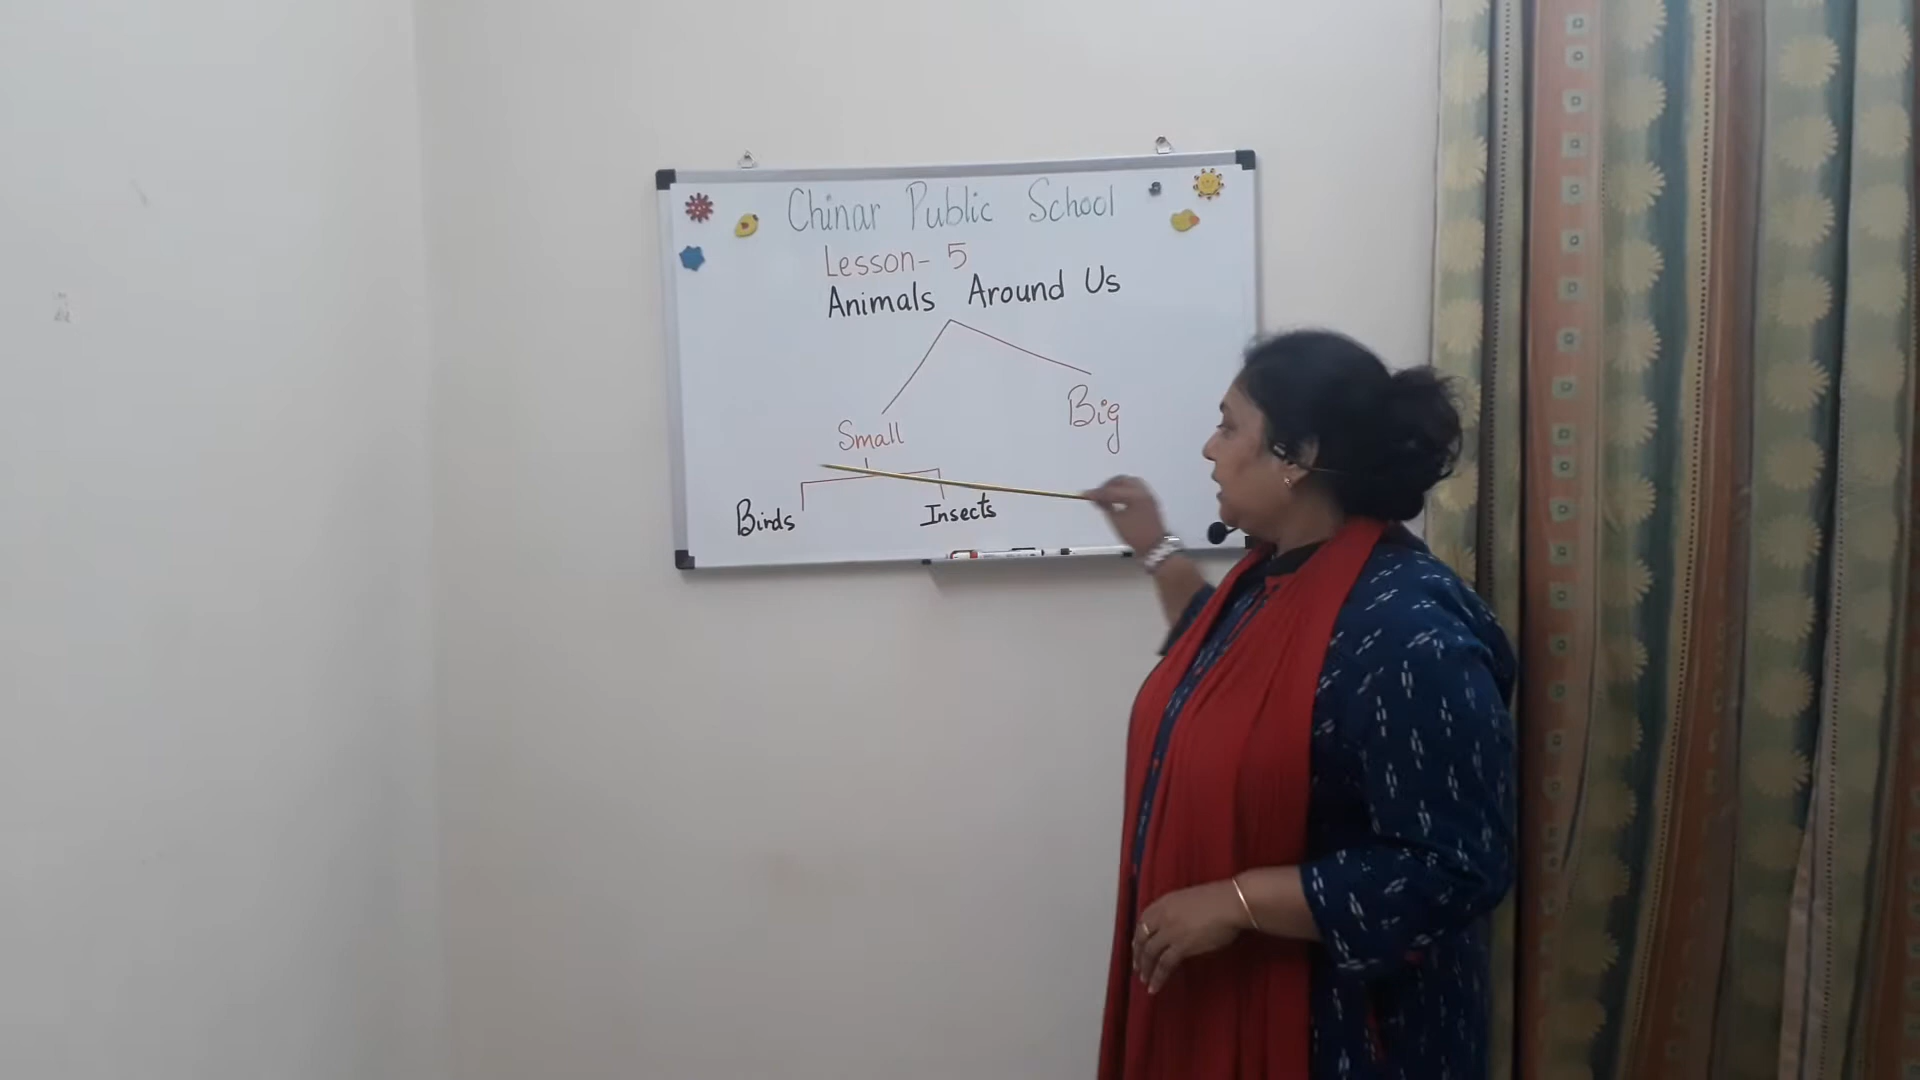 Chinar Public School
Lesson- 5
Animals Around Us
Small
Big
Birds
Insects